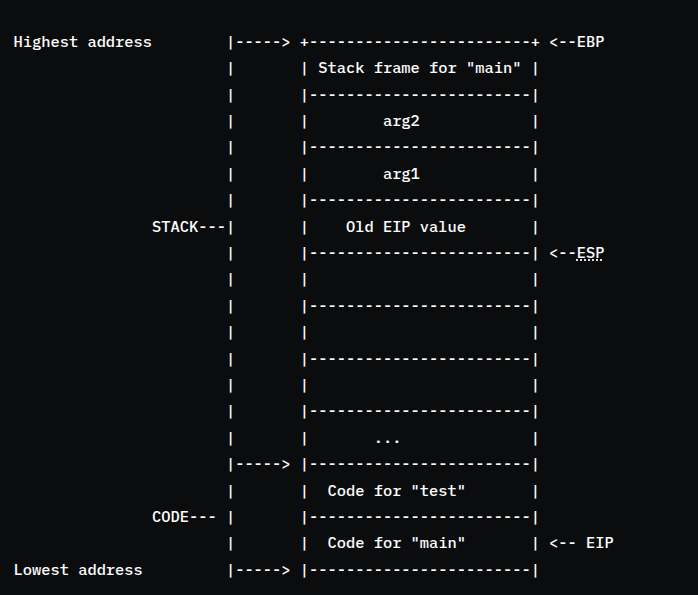 Highest address        |-----> +------------------------+ <--EBP
                       |       | Stack frame for "main" |
                       |       |------------------------|
                       |       |        arg2            |
                       |       |------------------------|
                       |       |        arg1            |
                       |       |------------------------|
               STACK---|       |    Old EIP value       |
                       |       |------------------------| <--ESP
                       |       |                        |
                       |       |------------------------|
                       |       |                        |
                       |       |------------------------|
                       |       |                        |
                       |       |------------------------|
                       |       |       ...              |
                       |-----> |------------------------|
                       |       |  Code for "test"       |
               CODE--- |       |------------------------|
                       |       |  Code for "main"       | <-- EIP
Lowest address         |-----> |------------------------|